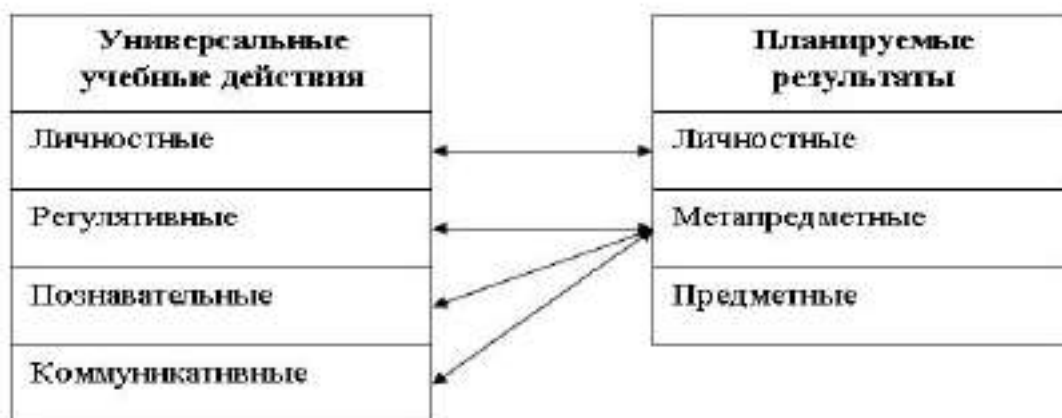 Универсальные
учебные действия
Личностные
Регулятивные
Познавательные
Коммуникативные
Планируемые
результаты
Личностные
Метапредметные
Предметные